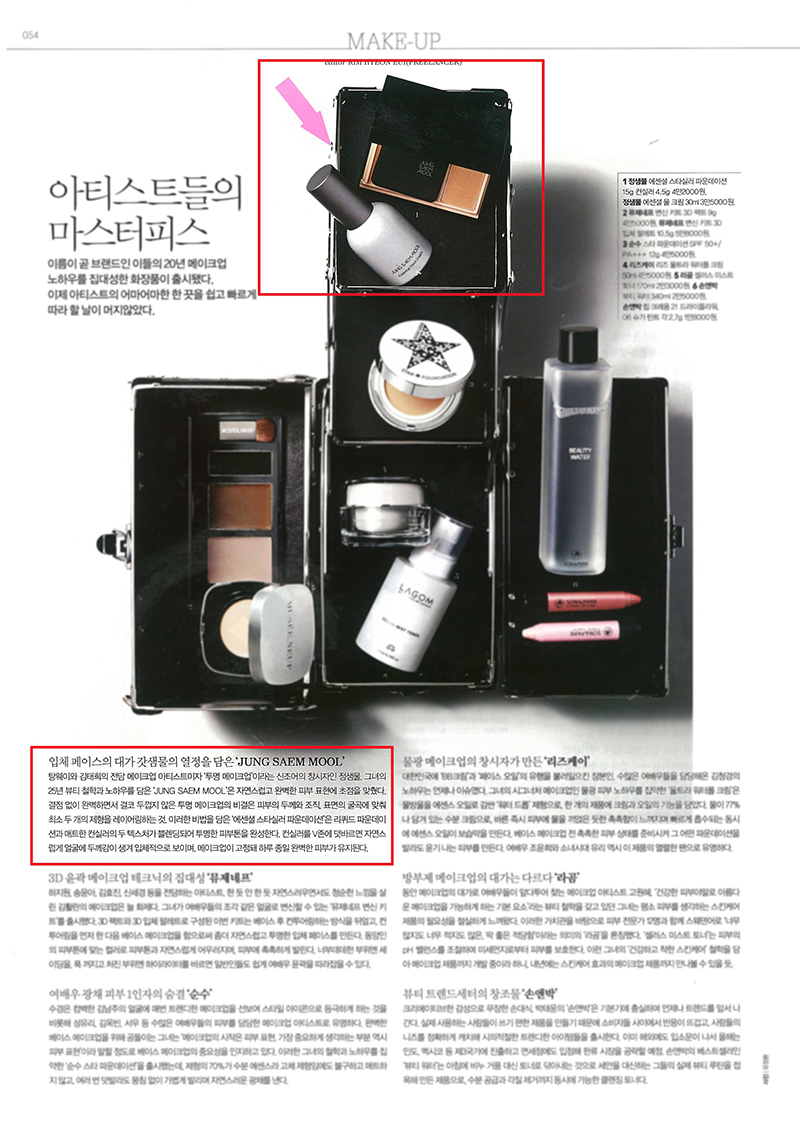 054
MAKE-UP
editor KIM HYEON EUI(FREELANCER)
아티스트들의
마스터피스
이름이 곧 브랜드인 이들의 20년 메이크업
노하우를 집대성한 화장품이 출시됐다.
이제 아티스트의 어마어마한 한 끗을 쉽고 빠르게
따라 할 날이 머지않았다.
1 정샘물 에센셜 스타실러 파운데이션
15g 컨실러 4.5g 4만2000원,
정샘물 에센셜 물 크림 30ml 3만5000원.
2 뮤제네프 변신 키트 3D 팩트 9g
4만5000원, 뮤제네프 변신 키트 3D
입체 팔레트 10.5g 5만8000원.
3 순수 스타 파운데이션 SPF 50+/
PA+++ 12g 4만5000원.
4 리즈케이 리즈 울트라 워터풀 크림
50ml 4만5000원. 5 라곰 셀러스 미스트
토너 170ml 2만3000원. 6 손앤박
뷰티 워터 340ml 2만5000원,
손앤박 립 크레용 21 드라이플라워,
06 슈가 틴트 각 2.7g 1만8000원.
JUNG
SAEM
MOOL
JUNG SAEM MOOL
Essential Mool Cream
STAR FOUNDATION
BEAUTY
WATER
SON&PARK
LAGOM
CELLUS MIST TONER
SON&PARK
SON&PARK
입체 페이스의 대가 갓샘물의 열정을 담은 ‘JUNG SAEM MOOL’
탕웨이와 김태희의 전담 메이크업 아티스트이자 ‘투명 메이크업’이라는 신조어의 창시자인 정샘물. 그녀의
25년 뷰티 철학과 노하우를 담은 ‘JUNG SAEM MOOL’은 자연스럽고 완벽한 피부 표현에 초점을 맞췄다.
결점 없이 완벽하면서 결코 두껍지 않은 투명 메이크업의 비결은 피부의 두께와 조직, 표면의 굴곡에 맞춰
최소 두 개의 제형을 레이어링하는 것. 이러한 비법을 담은 ‘에센셜 스타실러 파운데이션’은 리퀴드 파운데이
션과 매트한 컨실러의 두 텍스처가 블렌딩되어 투명한 피부톤을 완성한다. 컨실러를 V존에 덧바르면 자연스
럽게 얼굴에 두께감이 생겨 입체적으로 보이며, 메이크업이 고정돼 하루 종일 완벽한 피부가 유지된다.
3D 윤곽 메이크업 테크닉의 집대성 ‘뮤제네프’
하지원, 송윤아, 김효진, 신세경 등을 전담하는 아티스트, 한 듯 안 한 듯 자연스러우면서도 청순한 느낌을 살
린 김활란의 메이크업은 늘 화제다. 그녀가 여배우들의 조각 같은 얼굴로 변신할 수 있는 ‘뮤제네프 변신 키
트’를 출시했다. 3D 팩트와 3D 입체 팔레트로 구성된 이번 키트는 베이스 후 컨투어링하는 방식을 뒤엎고, 컨
투어링을 먼저 한 다음 베이스 메이크업을 함으로써 좀더 자연스럽고 투명한 입체 페이스를 만든다. 동양인
의 피부톤에 맞는 컬러로 피부톤과 자연스럽게 어우러지며, 피부에 촉촉하게 발린다. 너부데데한 부위엔 셰
이딩을, 푹 꺼지고 처진 부위엔 하이라이터를 바르면 일반인들도 쉽게 여배우 윤곽을 따라잡을 수 있다.
여배우 광채 피부 1인자의 숨결 ‘순수’
수경은 컴백한 김남주의 얼굴에 매번 트렌디한 메이크업을 선보여 스타일 아이콘으로 등극하게 하는 것을
비롯해 성유리, 김옥빈, 서우 등 수많은 여배우들의 피부를 담당한 메이크업 아티스트로 유명하다. 완벽한
베이스 메이크업을 위해 공들이는 그녀는 ‘메이크업의 시작은 피부 표현, 가장 중요하게 생각하는 부분 역시
피부 표현’이라 말할 정도로 베이스 메이크업의 중요성을 인지하고 있다. 이러한 그녀의 철학과 노하우를 집
약한 ‘순수 스타 파운데이션’을 출시했는데, 제형의 70%가 수분 에센스라 고체 제형임에도 불구하고 매트하
지 않고, 여러 번 덧발라도 뭉침 없이 가볍게 발리며 자연스러운 광채를 낸다.
물광 메이크업의 창시자가 만든 ‘리즈케이’
대한민국에 ‘BB크림’과 ‘페이스 오일’의 유행을 불러일으킨 장본인, 수많은 여배우들을 담당해온 김청경의
노하우는 언제나 이슈였다. 그녀의 시그너처 메이크업인 물광 피부 노하우를 집약한 ‘울트라 워터풀 크림’은
물방울을 에센스 오일로 감싼 ‘워터 드롭’ 제형으로, 한 개의 제품에 크림과 오일의 기능을 담았다. 물이 77%
나 담겨 있는 수분 크림으로, 바른 즉시 피부에 물을 끼얹은 듯한 촉촉함이 느껴지며 빠르게 흡수되는 동시
에 에센스 오일이 보습막을 만든다. 베이스 메이크업 전 촉촉한 피부 상태를 준비시켜 그 어떤 파운데이션을
발라도 윤기 나는 피부를 만든다. 여배우 조윤희와 소녀시대 유리 역시 이 제품의 열렬한 팬으로 유명하다.
방부제 메이크업의 대가는 다르다 ‘라곰’
동안 메이크업의 대가로 여배우들이 앞다투어 찾는 메이크업 아티스트 고원혜, ‘건강한 피부야말로 아름다
운 메이크업을 가능하게 하는 기본 요소’라는 뷰티 철학을 갖고 있던 그녀는 평소 피부를 생각하는 스킨케어
제품의 필요성을 절실하게 느껴왔다. 이러한 가치관을 바탕으로 피부 전문가 12명과 함께 스웨덴어로 ‘너무
많지도 너무 적지도 않은, 딱 좋은 적당함’이라는 의미의 ‘라곰’을 론칭했다. ‘셀러스 미스트 토너’는 피부의
pH 밸런스를 조절하며 미세먼지로부터 피부를 보호한다. 이런 그녀의 ‘건강하고 착한 스킨케어’ 철학을 담
아 메이크업 제품까지 개발 중이라 하니, 내년에는 스킨케어 효과의 메이크업 제품까지 만나볼 수 있을 듯.
뷰티 트렌드세터의 창조물 ‘손앤박’
크리에이티브한 감성으로 무장한 손대식, 박태윤의 ‘손앤박’은 기본기에 충실하며 언제나 트렌드를 앞서 나
간다. 실제 사용하는 사람들이 쓰기 편한 제품을 만들기 때문에 소비자들 사이에서 반응이 뜨겁고, 사람들의
니즈를 정확하게 캐치해 시의적절한 트렌디한 아이템들을 출시한다. 이미 해외에도 입소문이 나서 올해는
인도, 멕시코 등 제3국가에 진출하고 면세점에도 입점해 한류 시장을 공략할 예정. 손앤박의 베스트셀러인
‘뷰티 워터’는 아침에 비누 거품 대신 토너로 닦아내는 것으로 세안을 대신하는 그들의 실제 뷰티 루틴을 접
목해 만든 제품으로, 수분 공급과 각질 제거까지 동시에 가능한 클렌징 토너다.